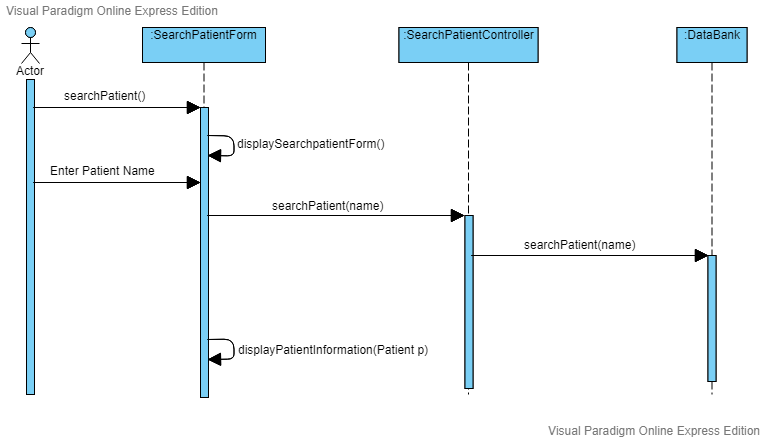 Visual Paradigm Online Express Edition
:SearchPatientForm
:SearchPatientController
:DataBank
Actor
searchPatient()
displaySearchpatientForm()
Enter Patient Name
searchPatient(name)
searchPatient(name)
displayPatientInformation(Patient p)
Visual Paradigm Online Express Edition